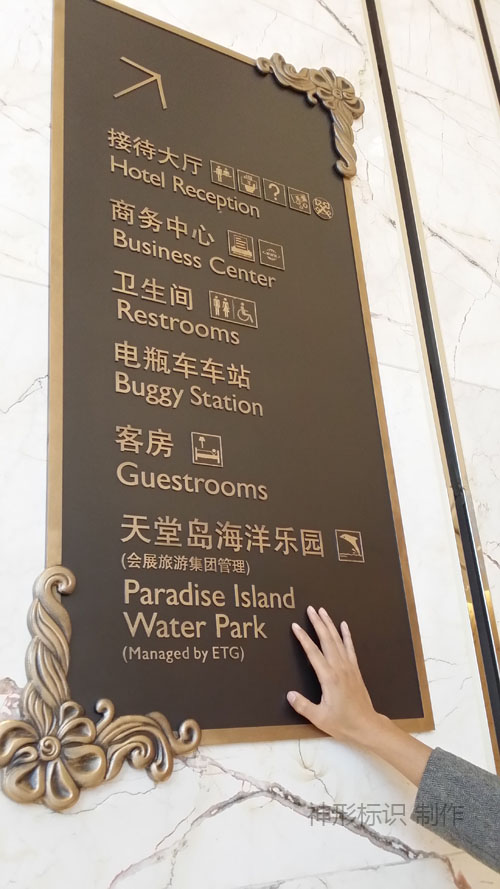 接待大厅
Hotel Reception
商务中心
Business Center
卫生间
Restrooms
电瓶车车站
Buggy Station
客房
Guestrooms
天堂岛海洋乐园
(会展旅游集团管理)
Paradise Island
Water Park
(Managed by ETG)
神形标识 制作